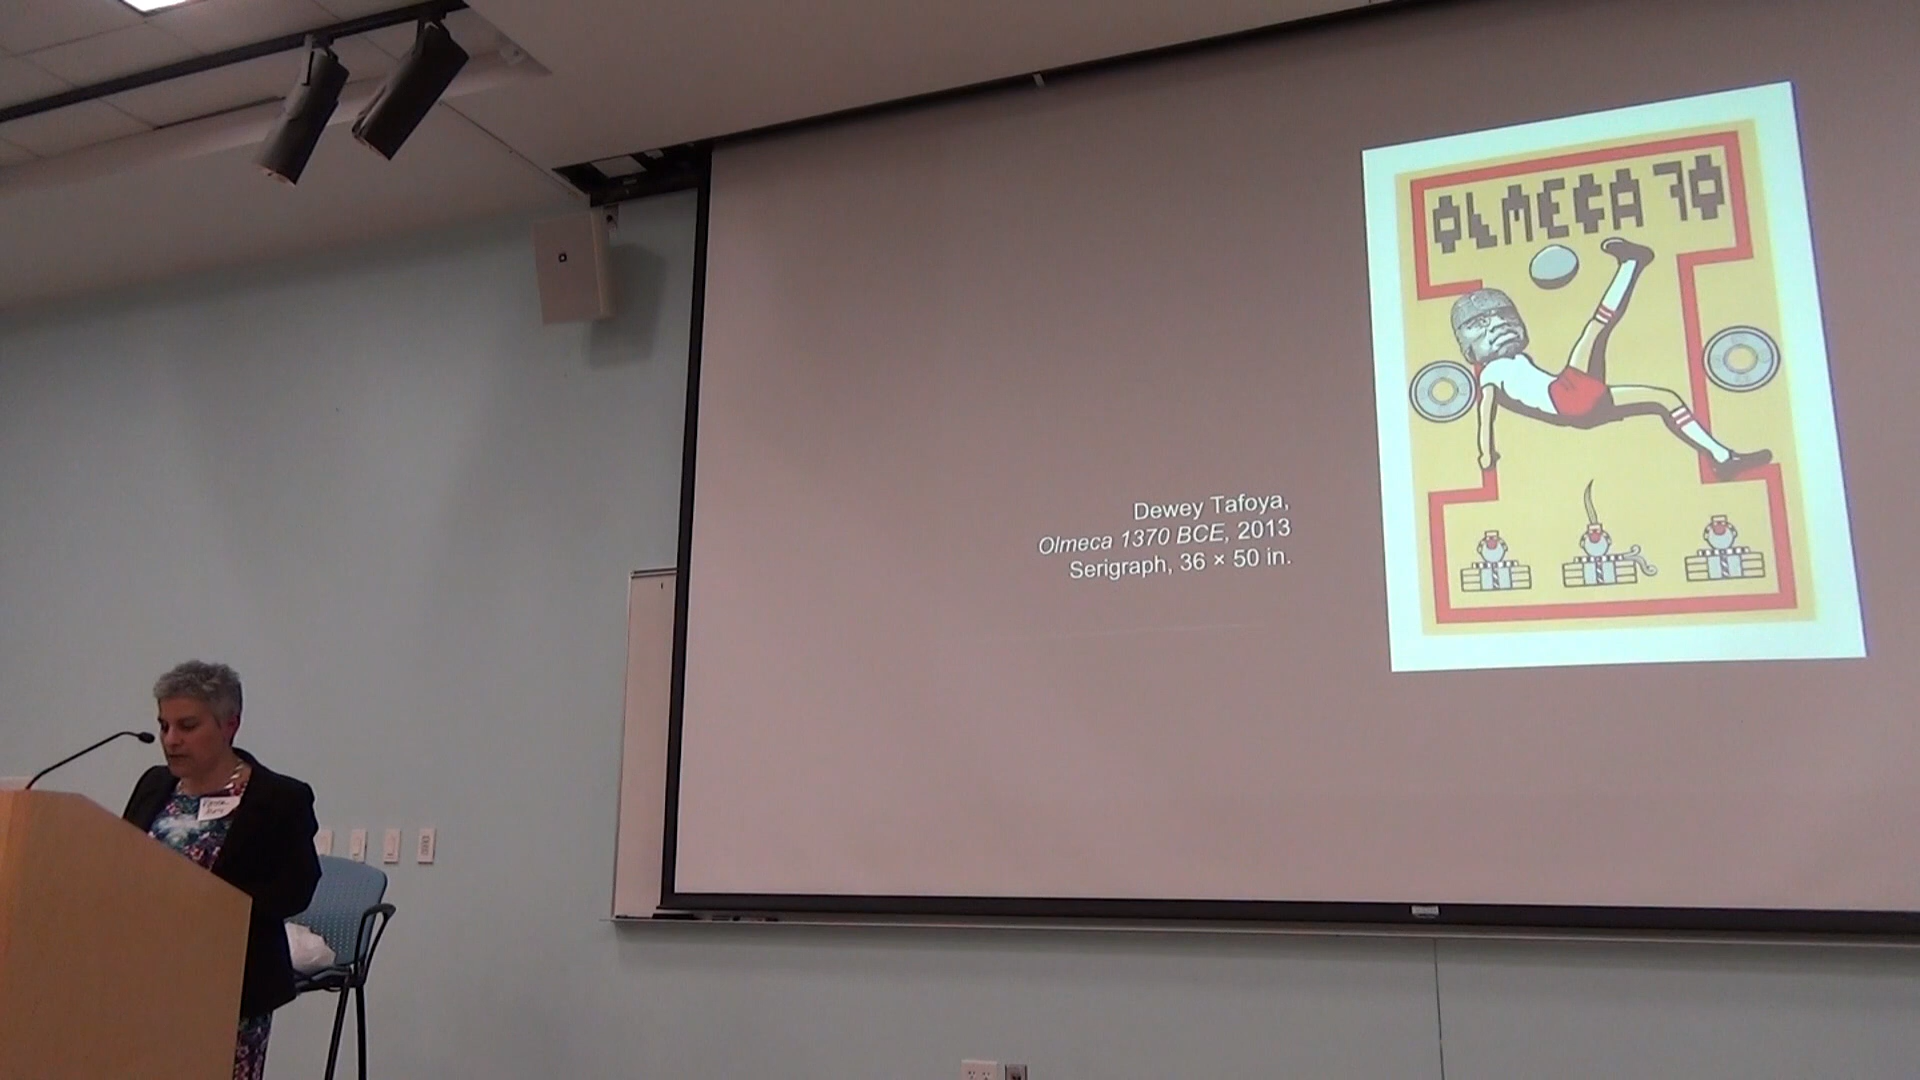 OLMECA 70
Dewey Tafoya,
Olmeca 1370 BCE, 2013
Serigraph, 36 × 50 in.